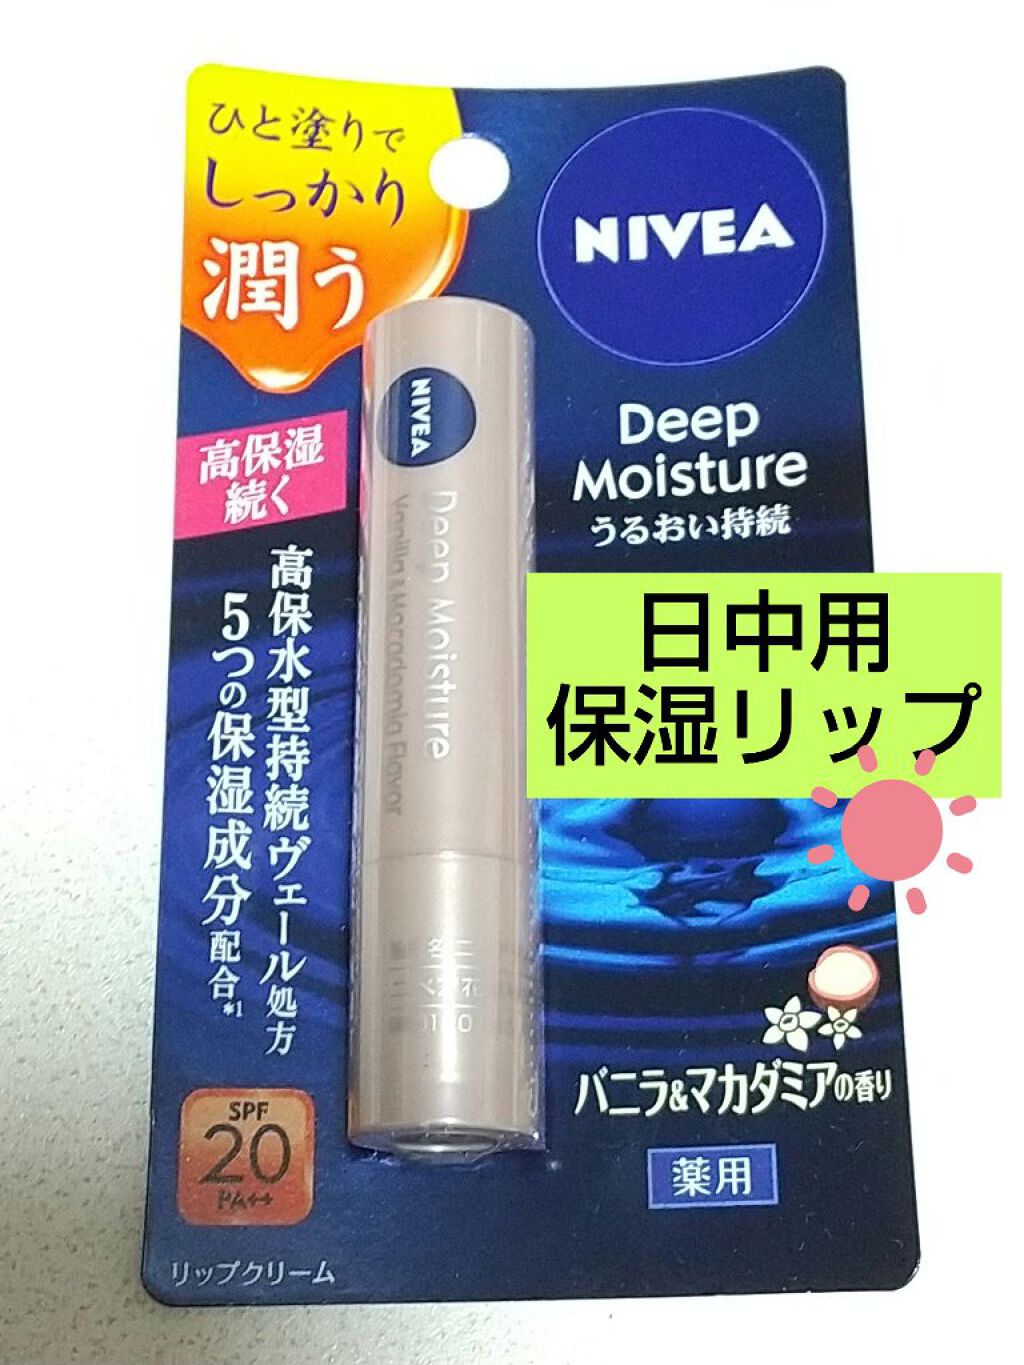 ひと塗りで
しっかり
潤う
NIVEA
高保湿
続く
Deep
Moisture
うるおい持続
NIVEA
Deep Moisture
Vanilla & Macadamia Flavor
日中用
保湿リップ
高保水型持続ヴェール処方
5つの保湿成分配合*1
バニラ&マカダミアの香り
薬用
SPF
20
PA++
リップクリーム